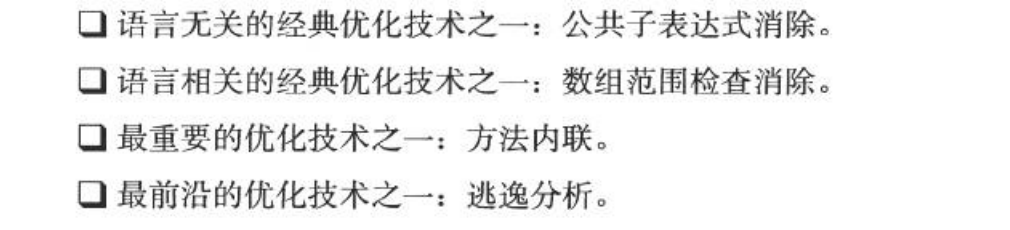 ❑ 语言无关的经典优化技术之一：公共子表达式消除。
❑ 语言相关的经典优化技术之一：数组范围检查消除。
❑ 最重要的优化技术之一：方法内联。
❑ 最前沿的优化技术之一：逃逸分析。